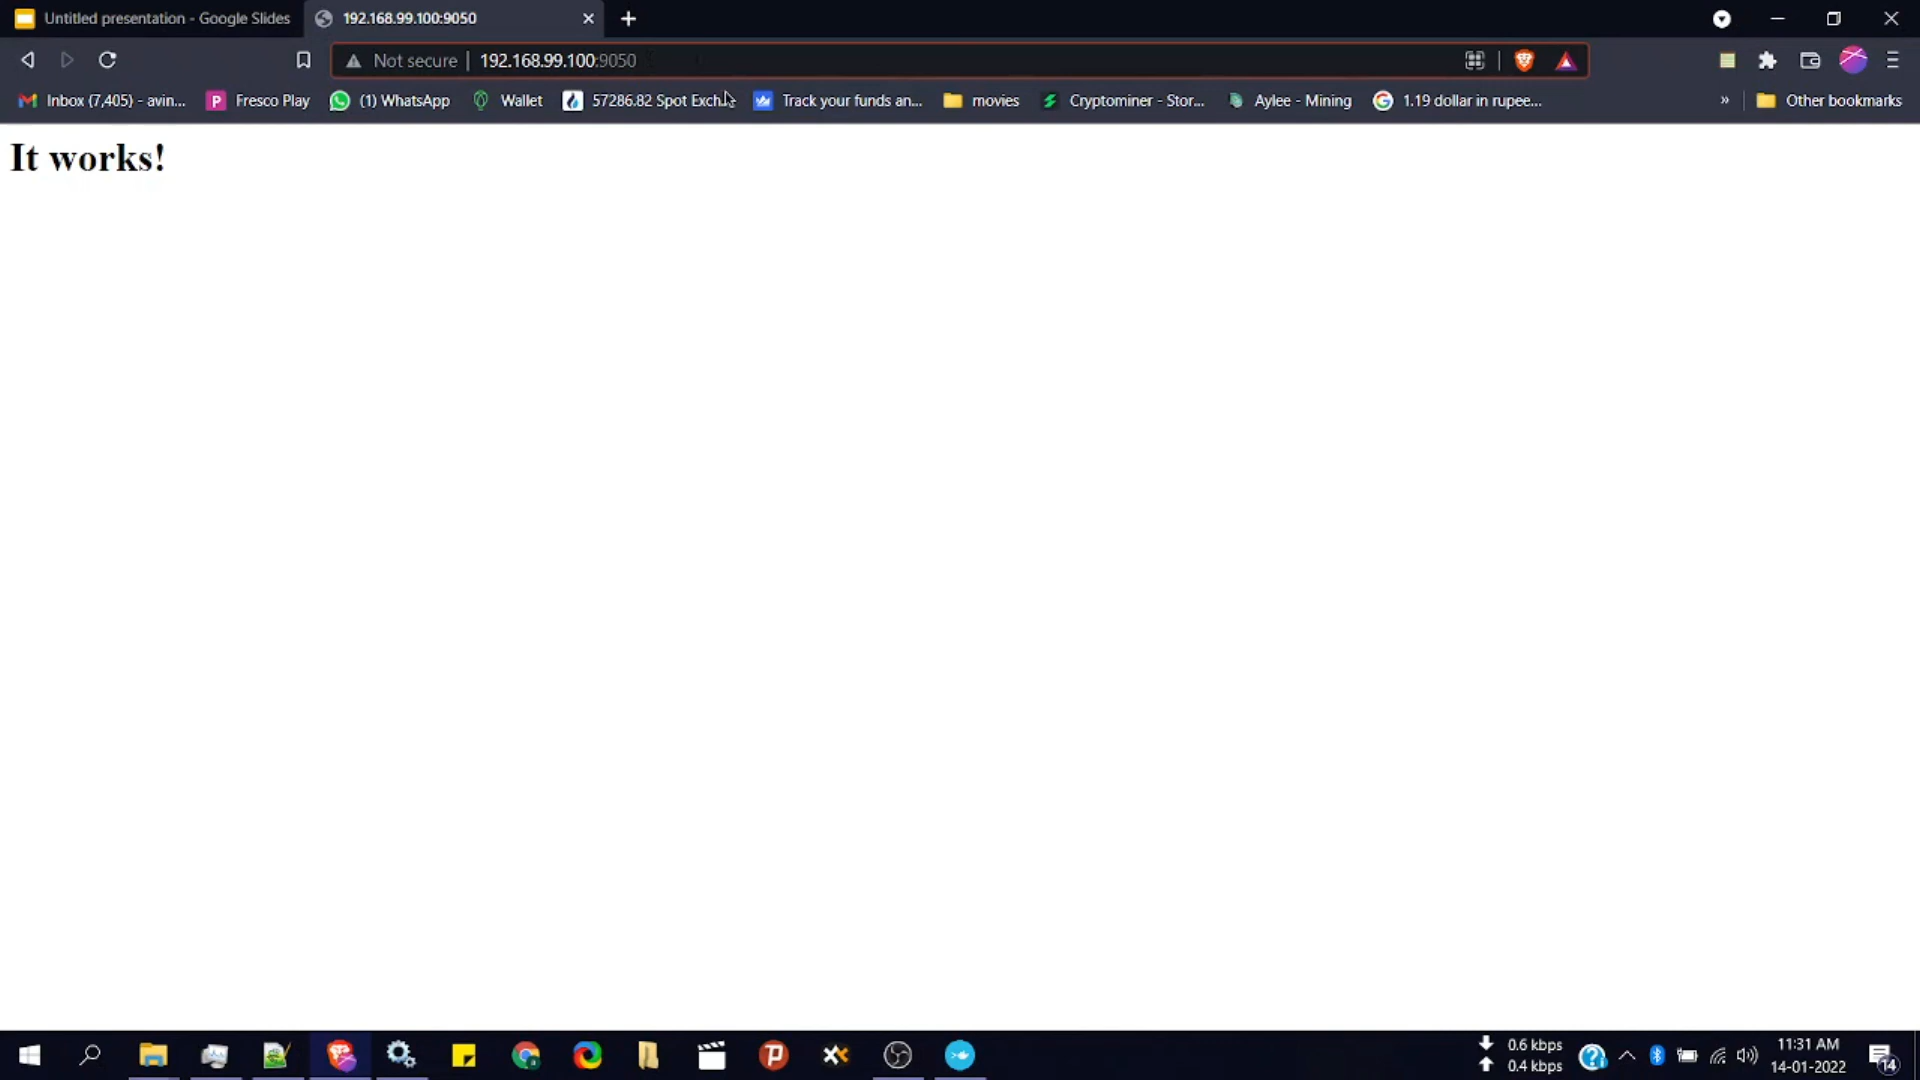 Untitled presentation - Google Slides
192.168.99.100:9050
Not secure
192.168.99.100:9050
Inbox (7,405) - avin...
Fresco Play
(1) WhatsApp
Wallet
57286.82 Spot Exch...
Track your funds an...
movies
Cryptominer - Stor...
Aylee - Mining
1.19 dollar in rupee...
»
Other bookmarks
It works!
0.6 kbps
0.4 kbps
11:31 AM
14-01-2022
14